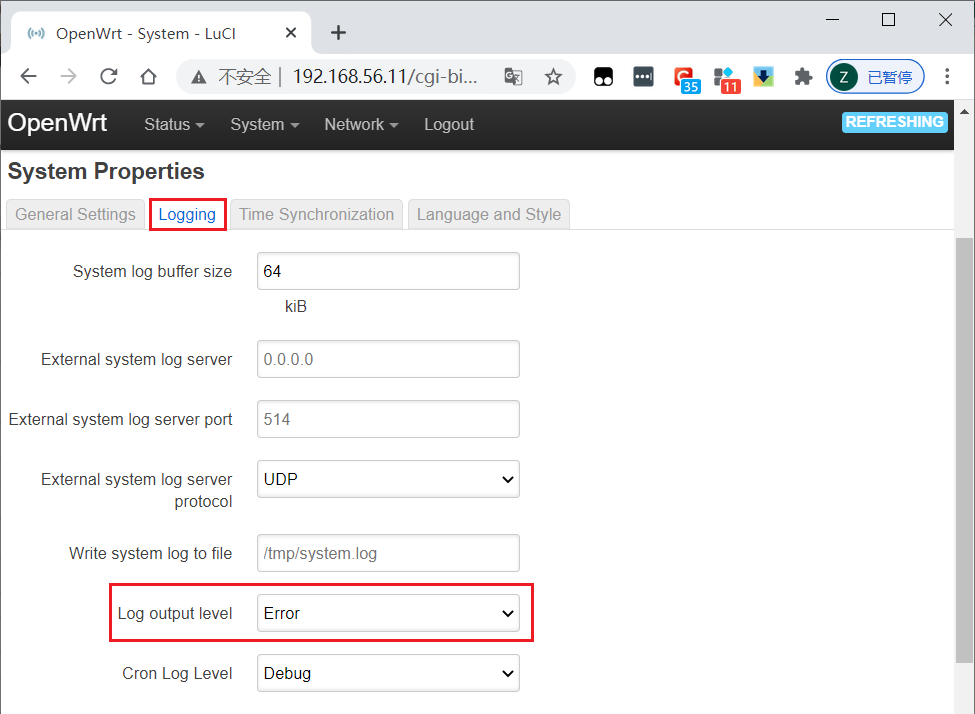 OpenWrt - System - LuCI
不安全 | 192.168.56.11/cgi-bi...
35
11
Z 已暂停
OpenWrt Status System Network Logout REFRESHING
System Properties
General Settings Logging Time Synchronization Language and Style
System log buffer size 64
kiB
External system log server 0.0.0.0
External system log server port 514
External system log server protocol UDP
Write system log to file /tmp/system.log
Log output level Error
Cron Log Level Debug